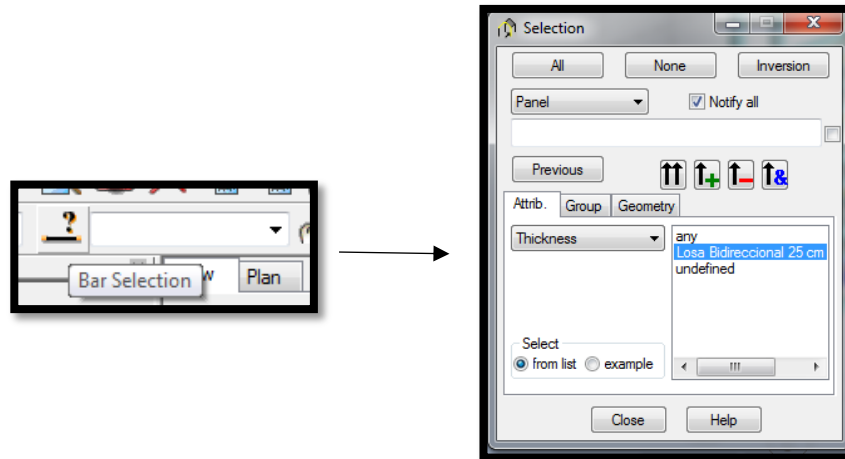 ?
Plan
Bar Selection
Selection
X
All None Inversion
Panel Notify all
Previous
+ - &
Attrib. Group Geometry
Thickness
any
Losa Bidireccional 25 cm
undefined
Select
from list example
Close Help